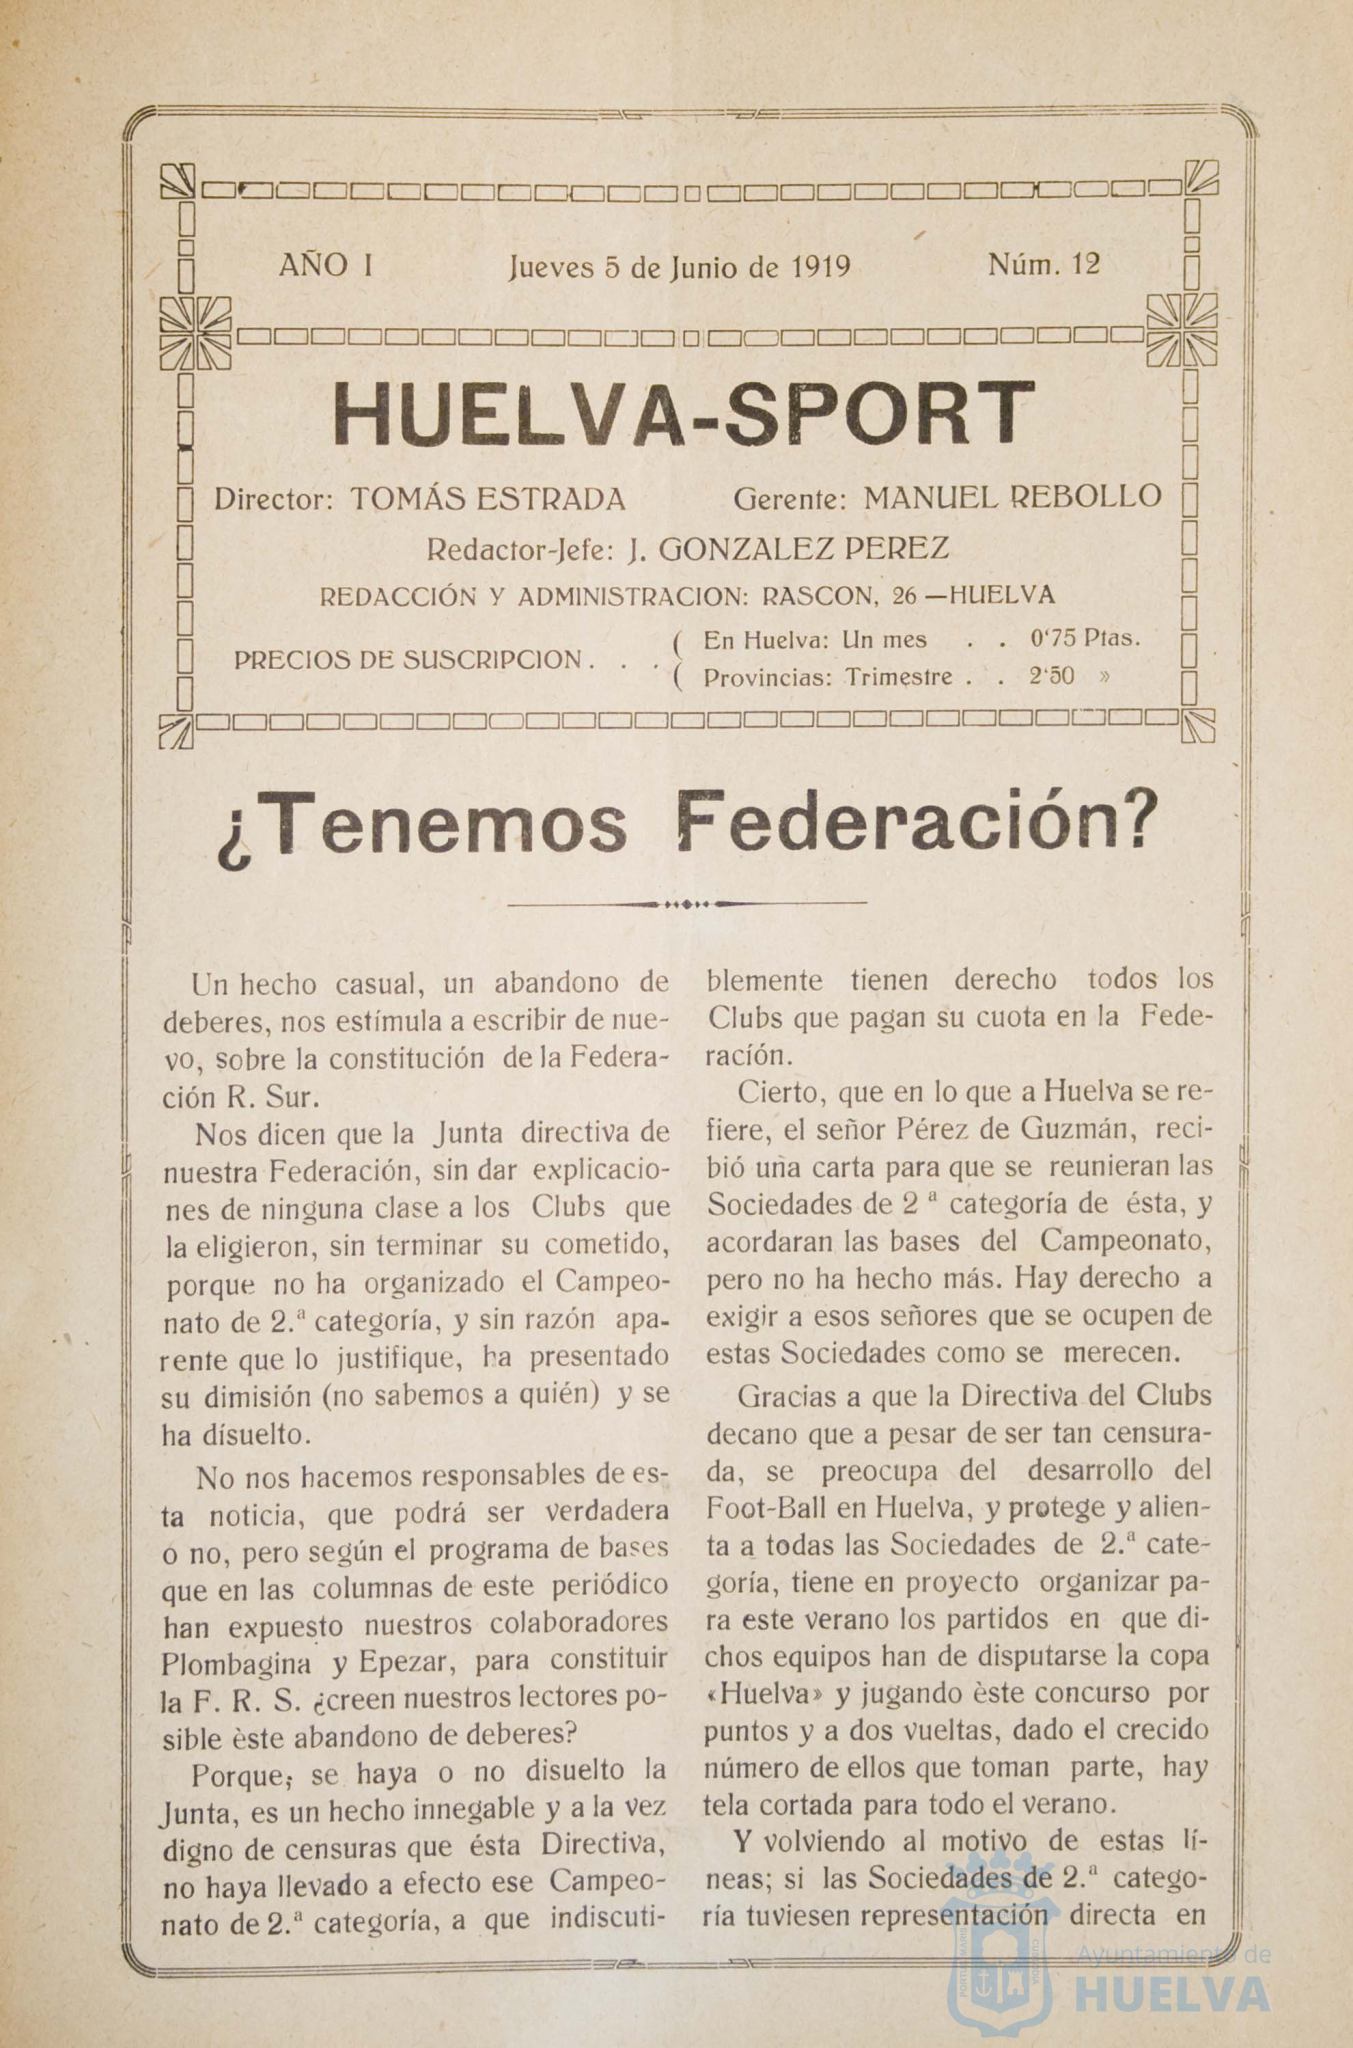 AÑO I Jueves 5 de Junio de 1919 Núm. 12
HUELVA-SPORT
Director: TOMÁS ESTRADA Gerente: MANUEL REBOLLO
Redactor-Jefe: J. GONZALEZ PEREZ
REDACCIÓN Y ADMINISTRACION: RASCON, 26 —HUELVA
PRECIOS DE SUSCRIPCION. . .
( En Huelva: Un mes . . 0‘75 Ptas.
( Provincias: Trimestre . . 2‘50 »
¿Tenemos Federación?
Un hecho casual, un abandono de
deberes, nos estímula a escribir de nue-
vo, sobre la constitución de la Federa-
ción R. Sur.
Nos dicen que la Junta directiva de
nuestra Federación, sin dar explicacio-
nes de ninguna clase a los Clubs que
la eligieron, sin terminar su cometido,
porque no ha organizado el Campeo-
nato de 2.ª categoría, y sin razón apa-
rente que lo justifique, ha presentado
su dimisión (no sabemos a quién) y se
ha dísuelto.
No nos hacemos responsables de es-
ta noticia, que podrá ser verdadera
o no, pero según el programa de bases
que en las columnas de este periódico
han expuesto nuestros colaboradores
Plombagina y Epezar, para constituir
la F. R. S. ¿creen nuestros lectores po-
sible èste abandono de deberes?
Porque, se haya o no disuelto la
Junta, es un hecho innegable y a la vez
digno de censuras que ésta Directiva,
no haya llevado a efecto ese Campeo-
nato de 2.ª categoría, a que indiscuti-
blemente tienen derecho todos los
Clubs que pagan su cuota en la Fede-
racíón.
Cierto, que en lo que a Huelva se re-
fiere, el señor Pérez de Guzmán, reci-
bió una carta para que se reunieran las
Sociedades de 2 ª categoría de ésta, y
acordaran las bases del Campeonato,
pero no ha hecho más. Hay derecho a
exigir a esos señores que se ocupen de
estas Sociedades como se merecen.
Gracias a que la Directiva del Clubs
decano que a pesar de ser tan censura-
da, se preocupa del desarrollo del
Foot-Ball en Huelva, y protege y alien-
ta a todas las Sociedades de 2.ª cate-
goría, tiene en proyecto organizar pa-
ra este verano los partidos en que di-
chos equipos han de disputarse la copa
«Huelva» y jugando èste concurso por
puntos y a dos vueltas, dado el crecido
número de ellos que toman parte, hay
tela cortada para todo el verano.
Y volviendo al motivo de estas lí-
neas; si las Sociedades de 2.ª catego-
ría tuviesen representación directa en
Ayuntamiento de
HUELVA